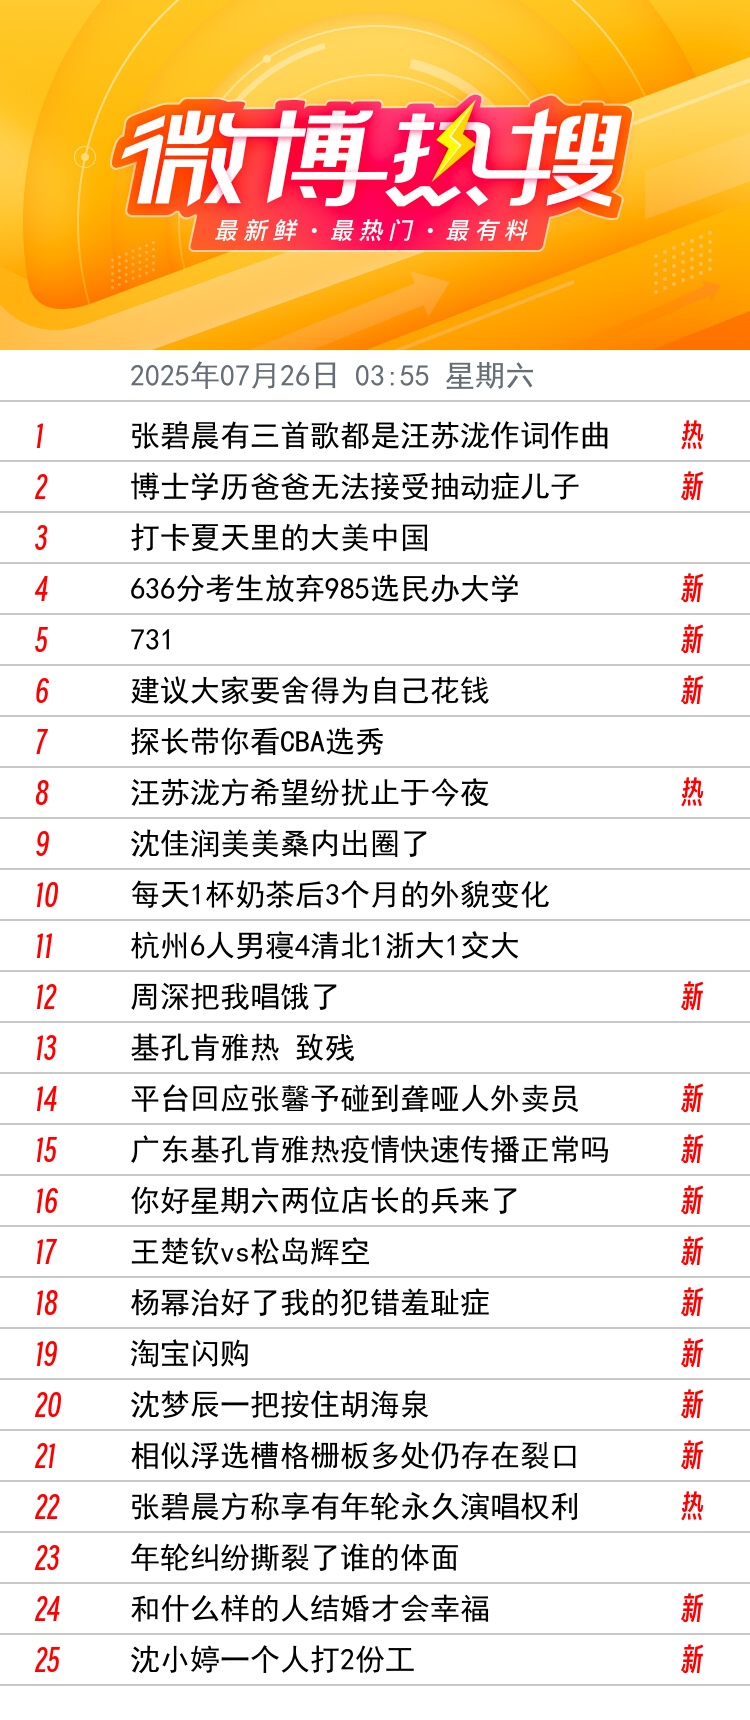 微博热搜
最新鲜·最热门·最有料
2025年07月26日 03:55 星期六
1 张碧晨有三首歌都是汪苏泷作词作曲 热
2 博士学历爸爸无法接受抽动症儿子 新
3 打卡夏天里的大美中国
4 636分考生放弃985选民办大学 新
5 731 新
6 建议大家要舍得为自己花钱 新
7 探长带你看CBA选秀
8 汪苏泷方希望纷扰止于今夜 热
9 沈佳润美美桑内出圈了
10 每天1杯奶茶后3个月的外貌变化
11 杭州6人男寝4清北1浙大1交大
12 周深把我唱饿了 新
13 基孔肯雅热 致残
14 平台回应张馨予碰到聋哑人外卖员 新
15 广东基孔肯雅热疫情快速传播正常吗 新
16 你好星期六两位店长的兵来了 新
17 王楚钦vs松岛辉空 新
18 杨幂治好了我的犯错羞耻症 新
19 淘宝闪购 新
20 沈梦辰一把按住胡海泉 新
21 相似浮选槽格栅板多处仍存在裂口 新
22 张碧晨方称享有年轮永久演唱权利 热
23 年轮纠纷撕裂了谁的体面
24 和什么样的人结婚才会幸福 新
25 沈小婷一个人打2份工 新